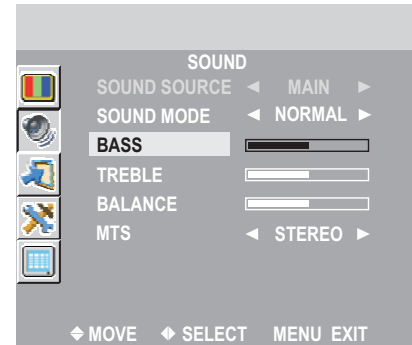 SOUND
SOUND SOURCE ◄ MAIN ►
SOUND MODE ◄ NORMAL ►
BASS
TREBLE
BALANCE
MTS ◄ STEREO ►
MOVE SELECT MENU EXIT